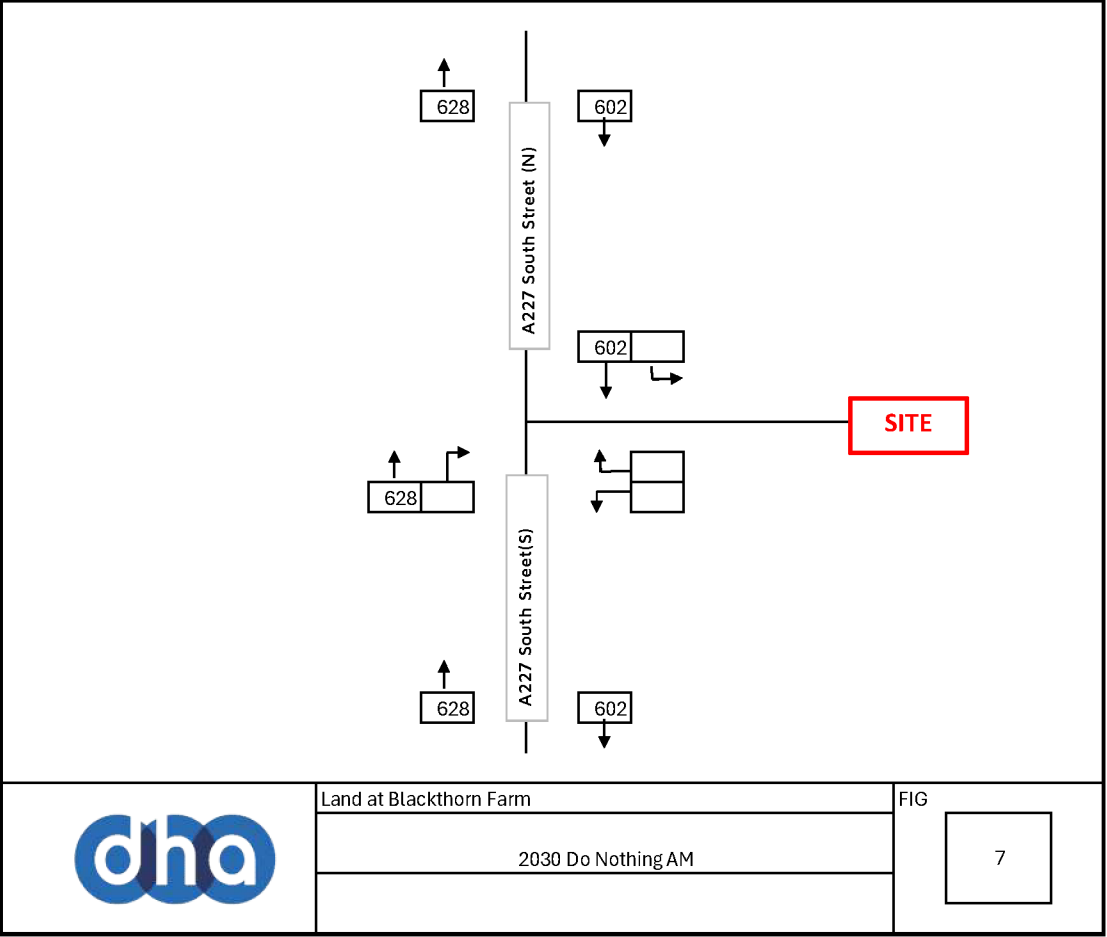 628
602
A227 South Street (N)
602
SITE
628
A227 South Street(S)
628
602
dha
Land at Blackthorn Farm
FIG
2030 Do Nothing AM
7